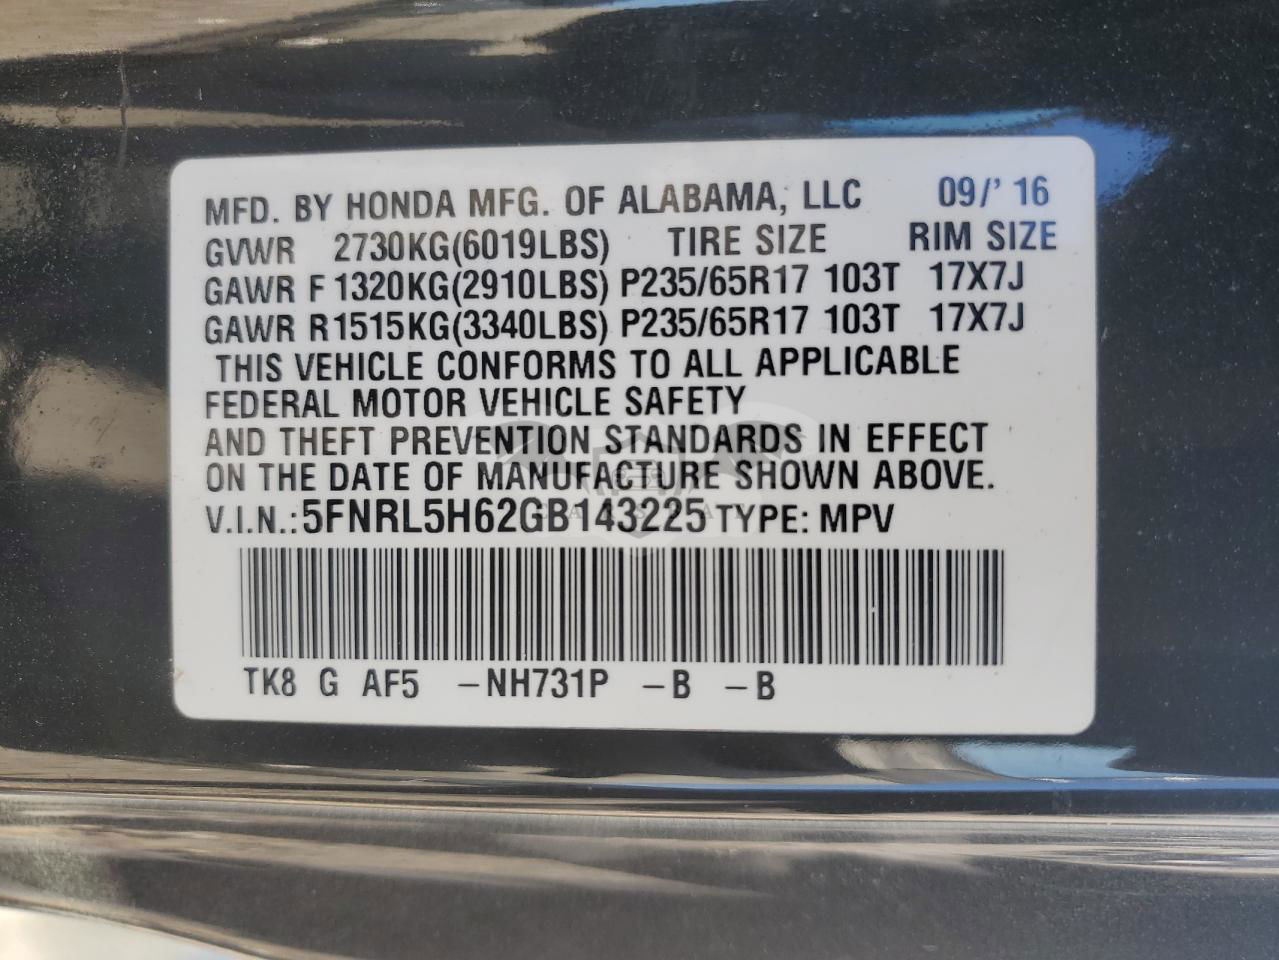 MFD. BY HONDA MFG. OF ALABAMA, LLC 09/' 16
GVWR 2730KG(6019LBS) TIRE SIZE RIM SIZE
GAWR F 1320KG(2910LBS) P235/65R17 103T 17X7J
GAWR R1515KG(3340LBS) P235/65R17 103T 17X7J
THIS VEHICLE CONFORMS TO ALL APPLICABLE
FEDERAL MOTOR VEHICLE SAFETY
AND THEFT PREVENTION STANDARDS IN EFFECT
ON THE DATE OF MANUFACTURE SHOWN ABOVE.
V.I.N.:5FNRL5H62GB143225 TYPE: MPV
TK8 G AF5 -NH731P -B -B